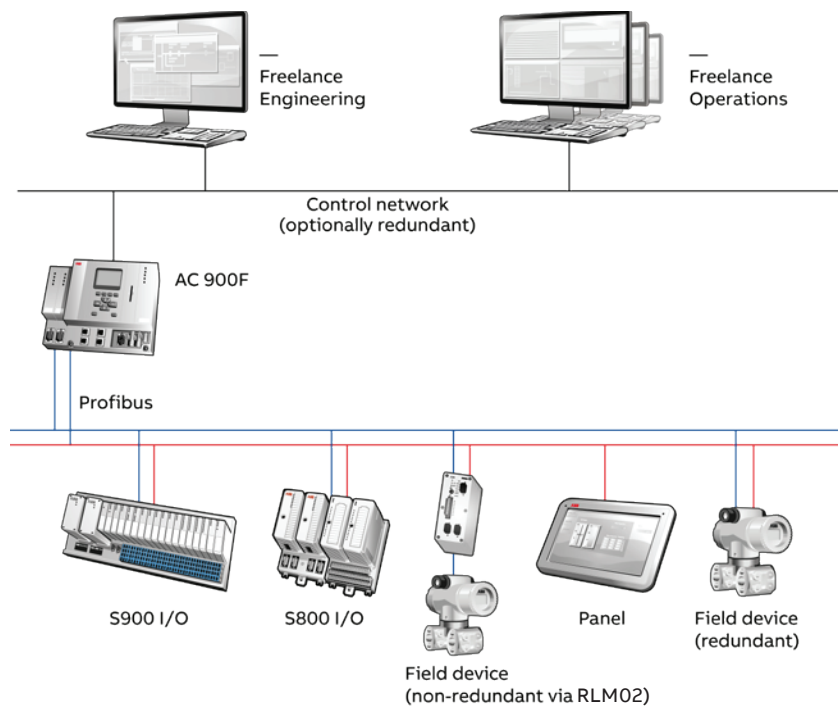 Freelance
Engineering
Freelance
Operations
Control network
(optionally redundant)
AC 900F
Profibus
S900 I/O
S800 I/O
Field device
(non-redundant via RLM02)
Panel
Field device
(redundant)